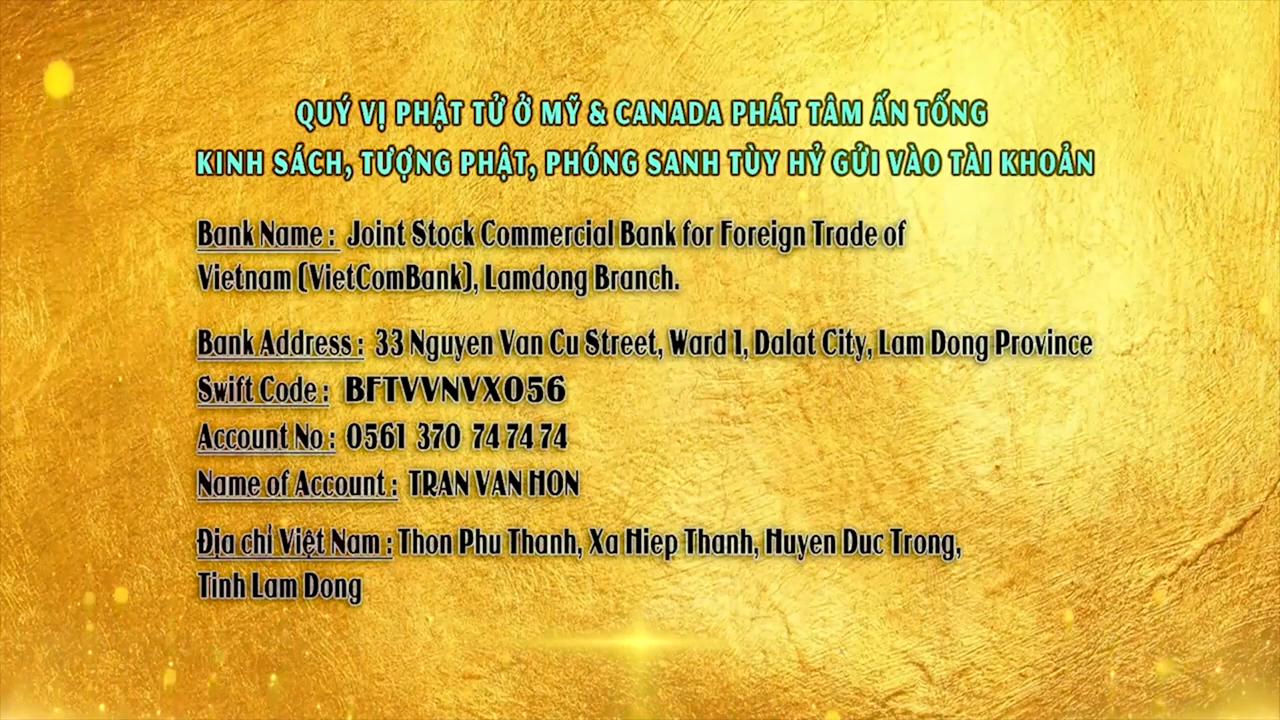 QUÝ VỊ PHẬT TỬ Ở MỸ & CANADA PHÁT TÂM ẤN TỐNG
KINH SÁCH, TƯỢNG PHẬT, PHÓNG SANH TÙY HỶ GỬI VÀO TÀI KHOẢN
Bank Name : Joint Stock Commercial Bank for Foreign Trade of
Vietnam (VietComBank), Lamdong Branch.
Bank Address : 33 Nguyen Van Cu Street, Ward 1, Dalat City, Lam Dong Province
Swift Code : BFTVVNVX056
Account No : 0561 370 74 74 74
Name of Account : TRAN VAN HON
Địa chỉ Việt Nam : Thon Phu Thanh, Xa Hiep Thanh, Huyen Duc Trong,
Tinh Lam Dong